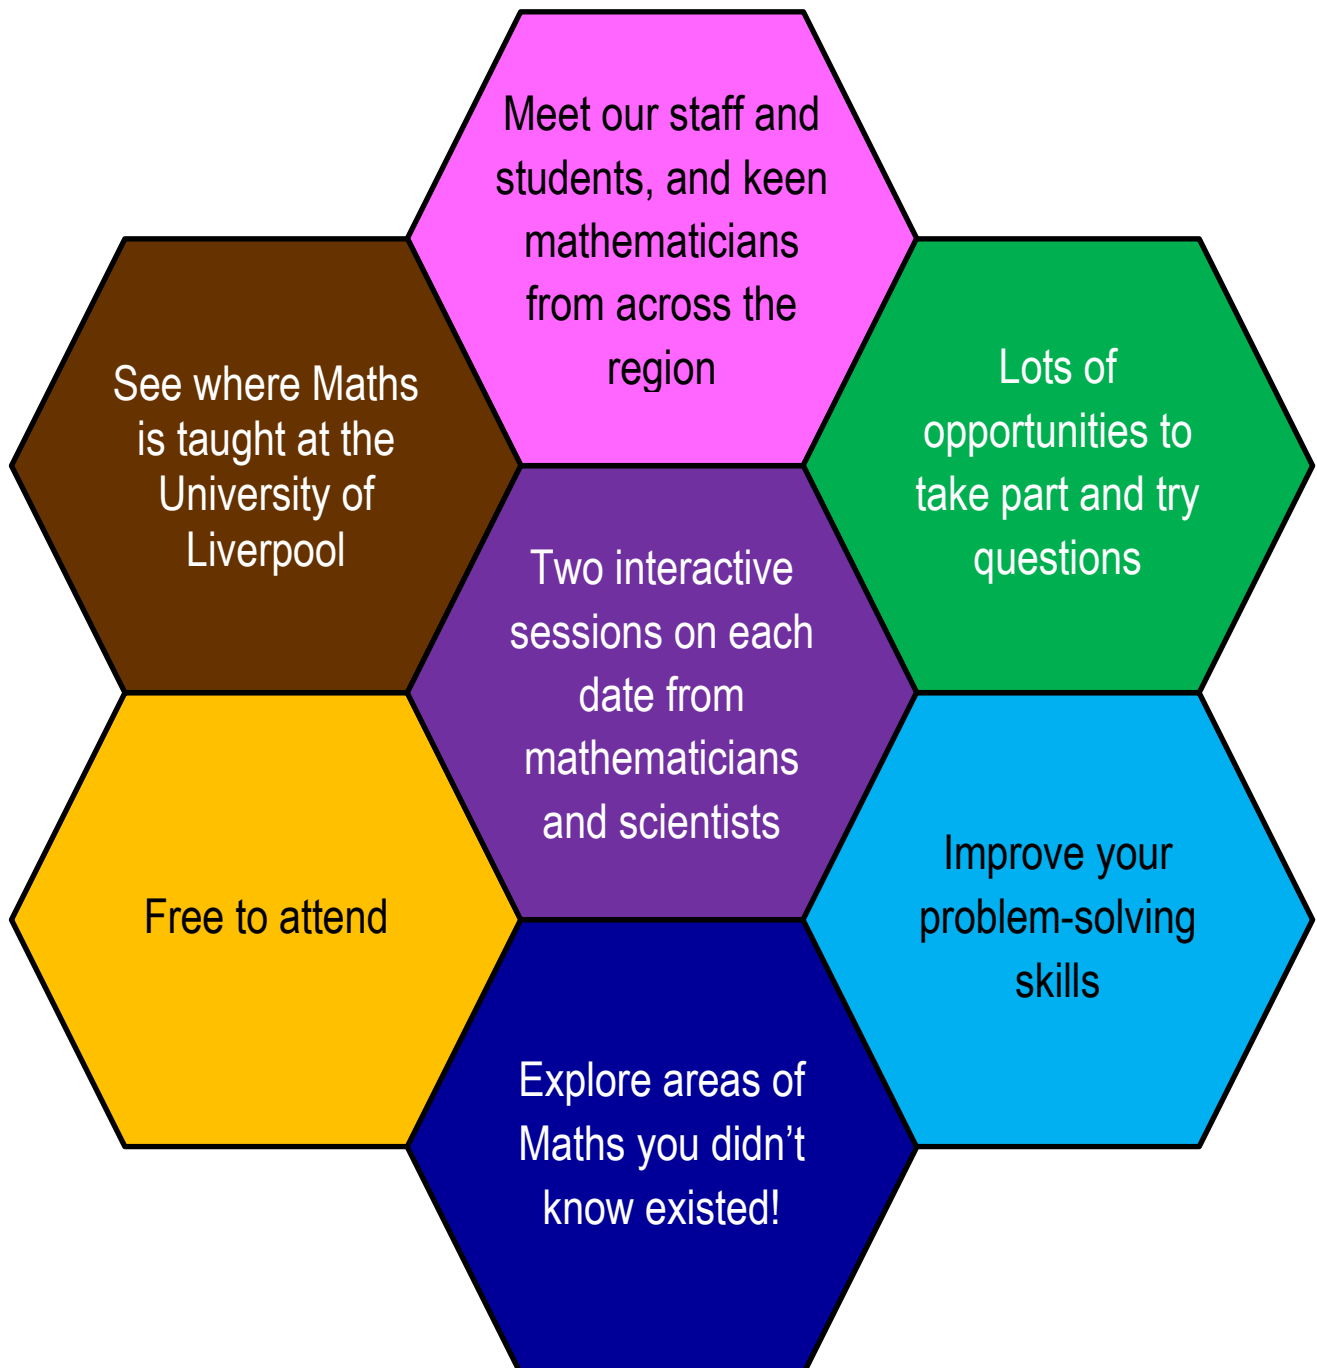 Meet our staff and
students, and keen
mathematicians
from across the
region
See where Maths
is taught at the
University of
Liverpool
Lots of
opportunities to
take part and try
questions
Two interactive
sessions on each
date from
mathematicians
and scientists
Free to attend
Improve your
problem-solving
skills
Explore areas of
Maths you didn’t
know existed!